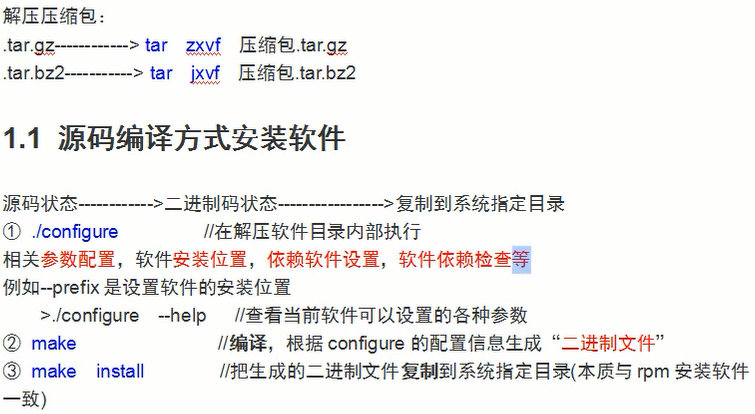 解压压缩包：
.tar.gz------------> tar zxvf 压缩包.tar.gz
.tar.bz2-----------> tar jxvf 压缩包.tar.bz2
1.1 源码编译方式安装软件
源码状态------------>二进制码状态----------------->复制到系统指定目录
① ./configure //在解压软件目录内部执行
相关参数配置，软件安装位置，依赖软件设置，软件依赖检查等
例如--prefix 是设置软件的安装位置
>./configure --help //查看当前软件可以设置的各种参数
② make //编译，根据 configure 的配置信息生成“二进制文件”
③ make install //把生成的二进制文件复制到系统指定目录(本质与 rpm 安装软件
一致)